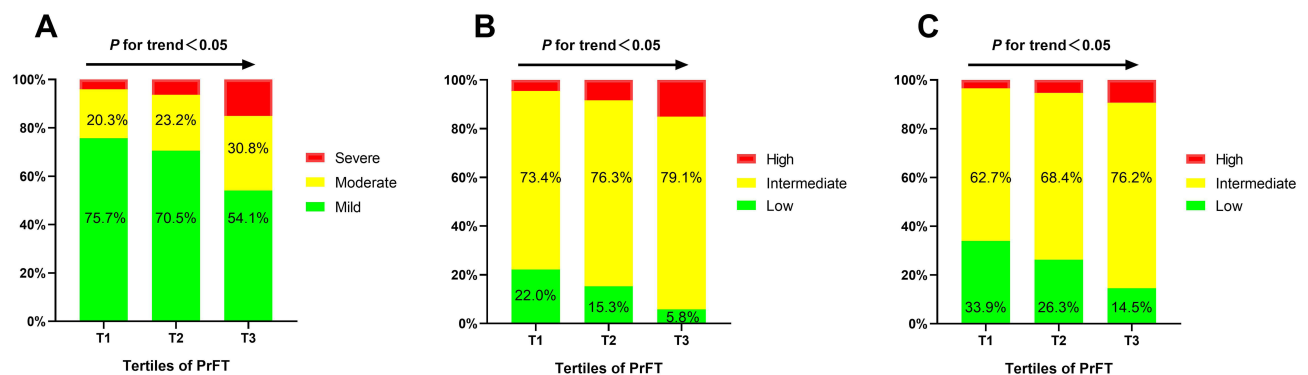 A
P for trend＜0.05
100%
80%
60%
40%
20%
0%
20.3%
23.2%
30.8%
75.7%
70.5%
54.1%
T1
T2
T3
Tertiles of PrFT
Severe
Moderate
Mild
B
P for trend＜0.05
100%
80%
60%
40%
20%
0%
73.4%
76.3%
79.1%
22.0%
15.3%
5.8%
T1
T2
T3
Tertiles of PrFT
High
Intermediate
Low
C
P for trend＜0.05
100%
80%
60%
40%
20%
0%
62.7%
68.4%
76.2%
33.9%
26.3%
14.5%
T1
T2
T3
Tertiles of PrFT
High
Intermediate
Low